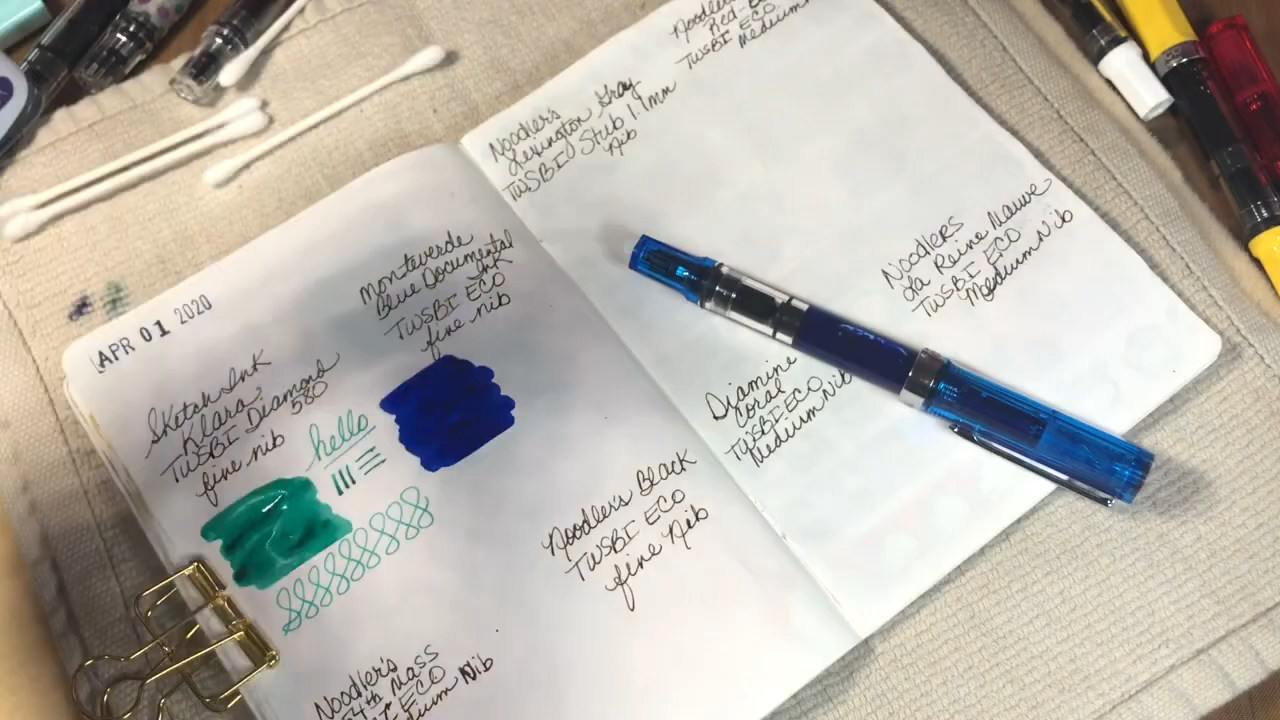 APR 01 2020
Sketch Ink
Klara
TWSBI Diamond
580
fine nib
hello
Monteverde
Blue Documental
Ink
TWSBI ECO
fine nib
Noodler's Black
TWSBI ECO
fine Nib
Noodler's
54th Mass
ECO
Nib
Noodler's
Lexington Gray
TWSBI Stub 1.1mm
Nib
Noodler's
TWSBI ECO
Medium
Noodlers
La Reine Mauve
TWSBI ECO
Medium Nib
Diamine
Coral
TWSBI ECO
Medium Nib